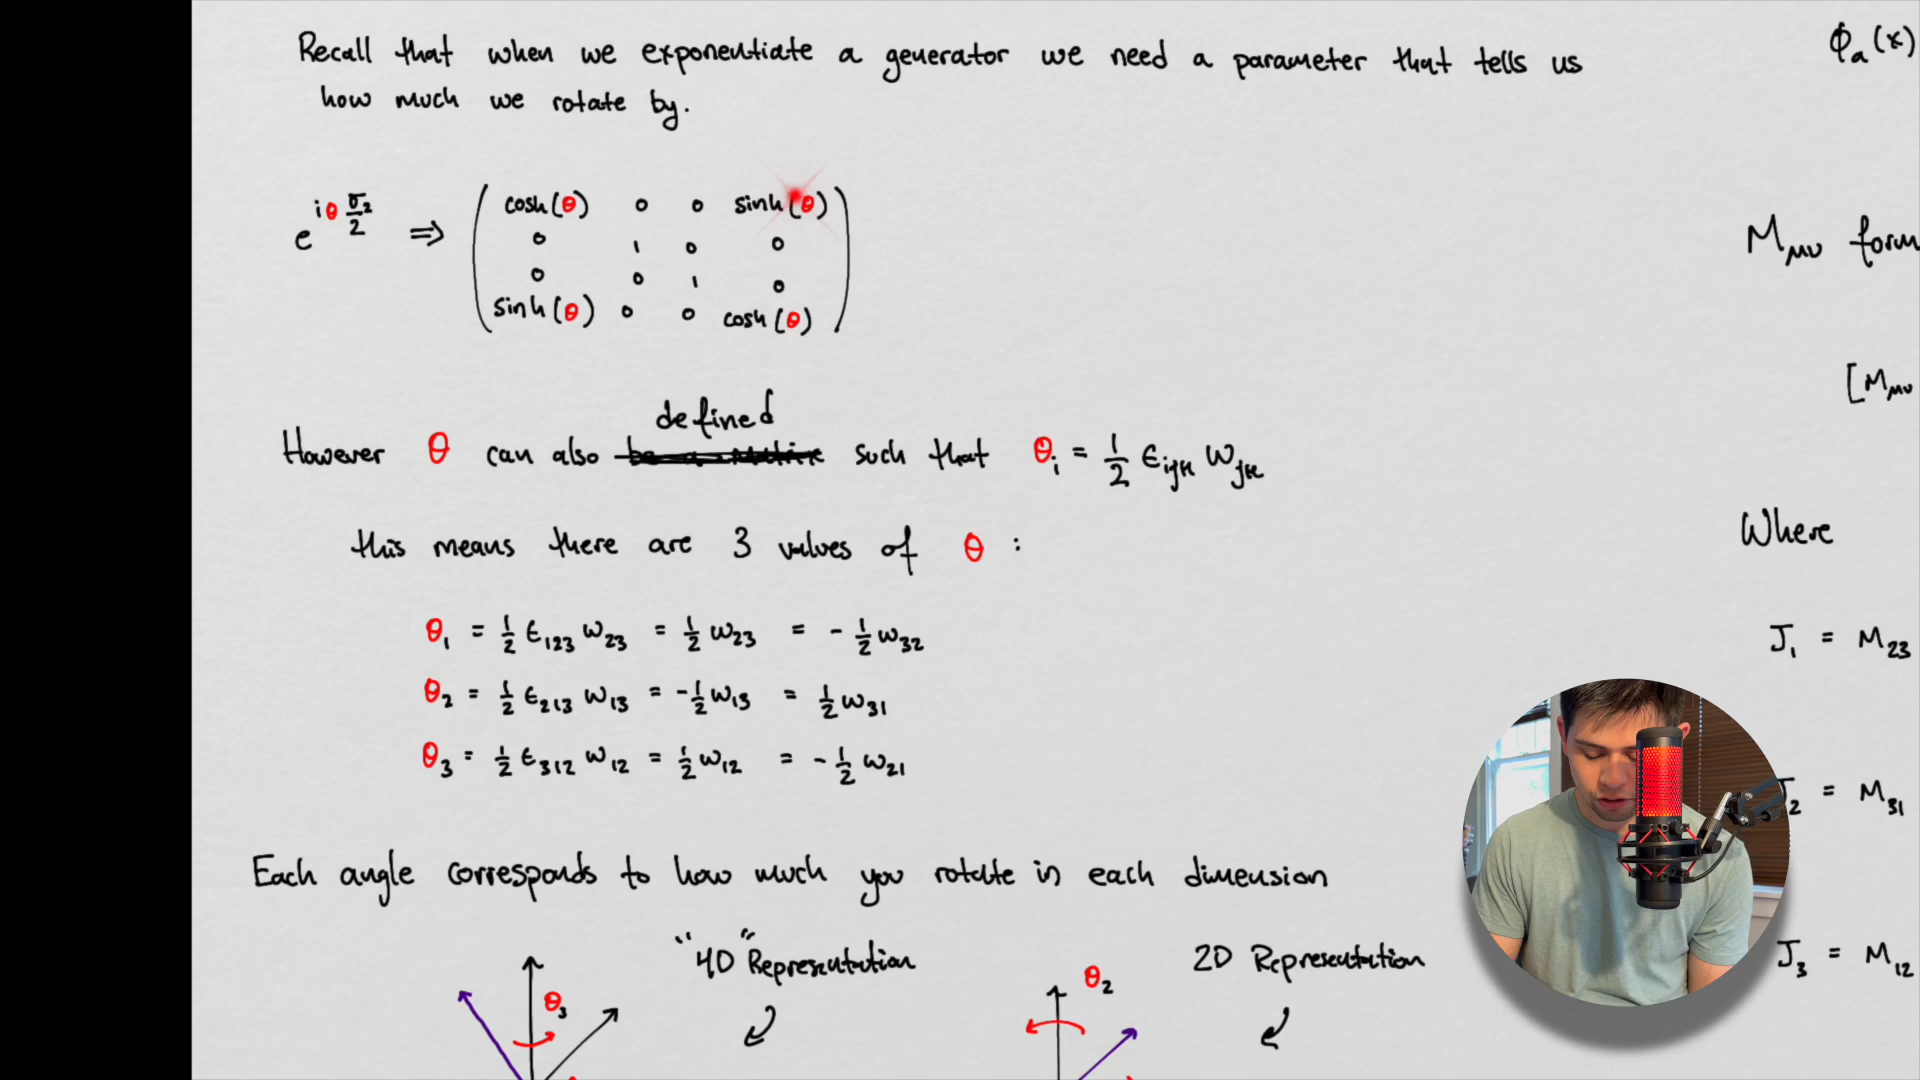 Recall that when we exponentiate a generator we need a parameter that tells us
how much we rotate by.
e^{iθ σ₂/2} ⇒ ( cosh(θ) 0 0 sinh(θ)
0 1 0 0
0 0 1 0
sinh(θ) 0 0 cosh(θ) )
defined
However θ can also such that θᵢ = 1/2 ϵᵢⱼₖ ωⱼₖ
this means there are 3 values of θ :
θ₁ = 1/2 ϵ₁₂₃ ω₂₃ = 1/2 ω₂₃ = - 1/2 ω₃₂
θ₂ = 1/2 ϵ₂₁₃ ω₁₃ = - 1/2 ω₁₃ = 1/2 ω₃₁
θ₃ = 1/2 ϵ₃₁₂ ω₁₂ = 1/2 ω₁₂ = - 1/2 ω₂₁
Each angle corresponds to how much you rotate in each dimension
"4D" Representation
2D Representation
θ₃
θ₂
ϕₐ(x)
M_μν form
[M_μν
Where
J₁ = M₂₃
J₂ = M₃₁
J₃ = M₁₂